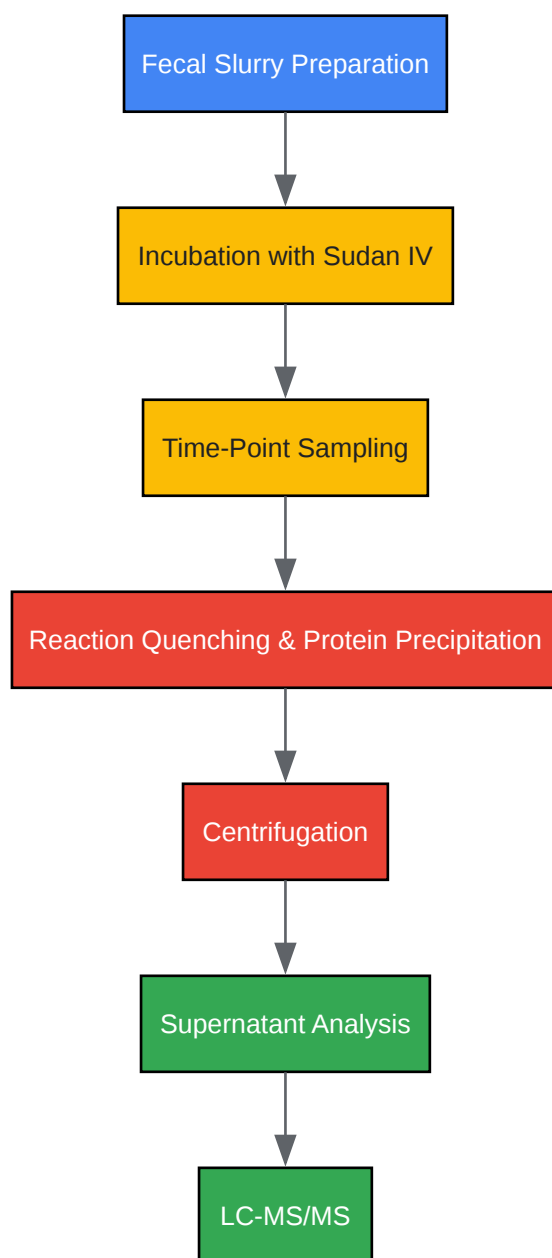 Fecal Slurry Preparation
Incubation with Sudan IV
Time-Point Sampling
Reaction Quenching & Protein Precipitation
Centrifugation
Supernatant Analysis
LC-MS/MS